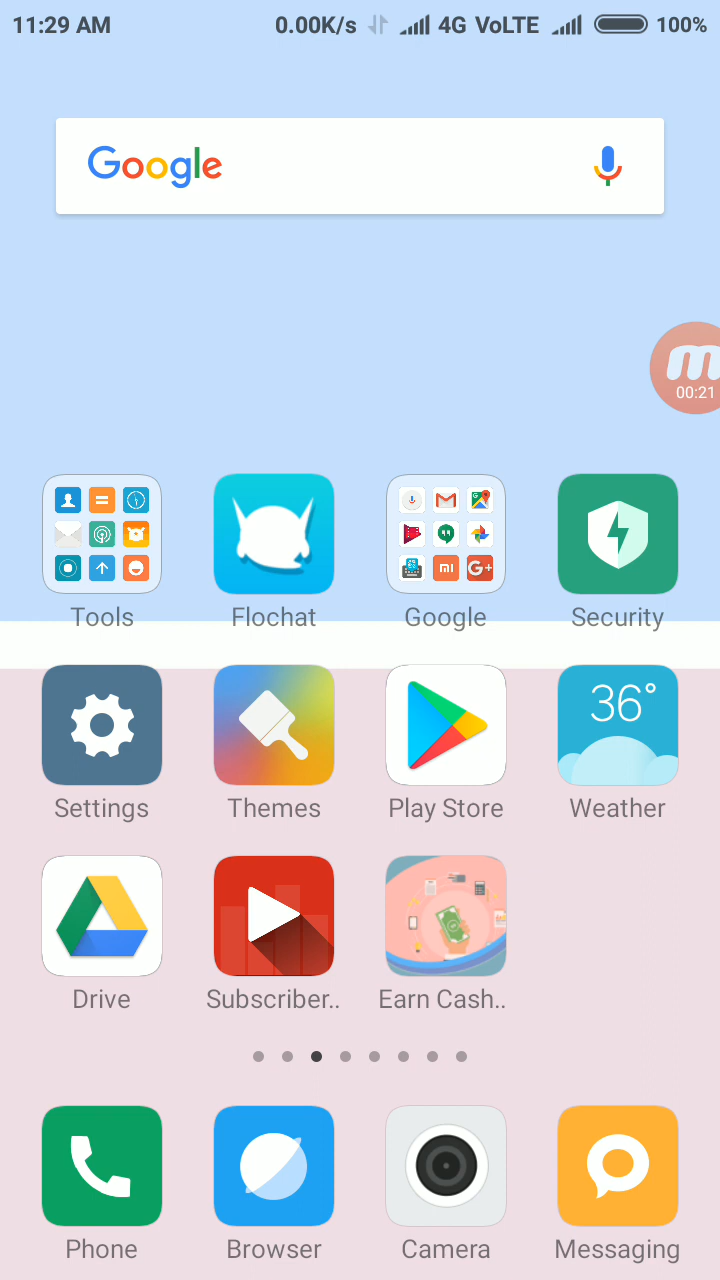 11:29 AM 0.00K/s 4G VoLTE 100%
Google
00:21
Tools Flochat Google Security
36°
Settings Themes Play Store Weather
Drive Subscriber.. Earn Cash..
Phone Browser Camera Messaging